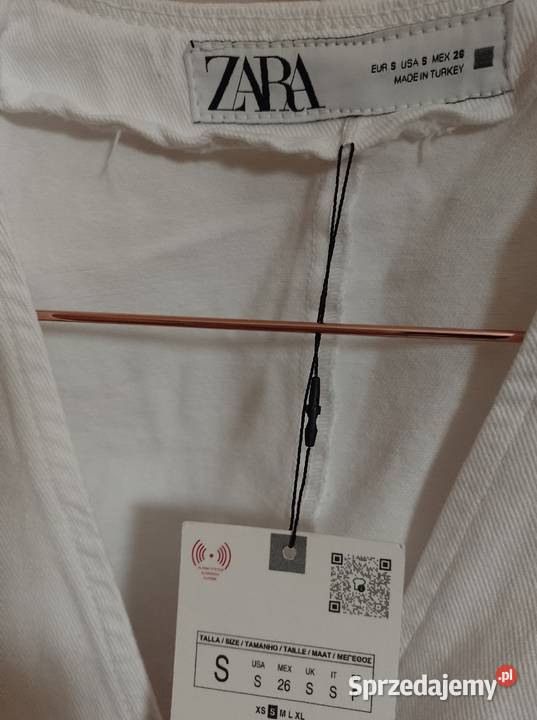 ZARA
EUR S USA S MEX 26
MADE IN TURKEY
TALLA / SIZE / TAMANHO / TAILLE / MAAT / ΜΕΓΕΘΟΣ
USA MEX UK IT
S S 26 S S
XS S M L XL
Sprzedajemy.pl